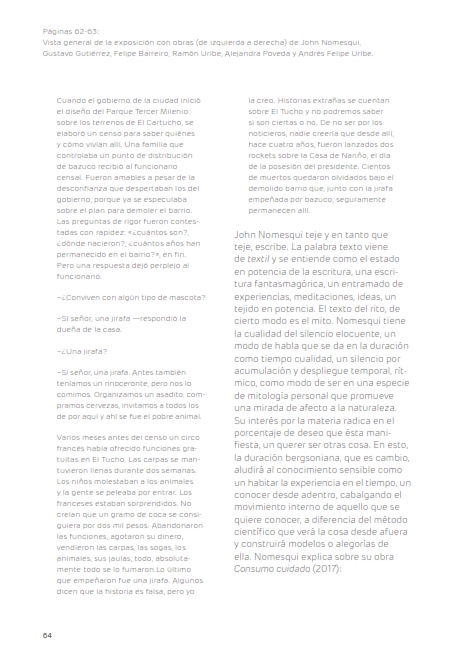 Páginas 62-63:
Vista general de la exposición con obras (de izquierda a derecha) de John Nomesqui,
Gustavo Gutiérrez, Felipe Barreiro, Ramón Uribe, Alejandra Poveda y Andrés Felipe Uribe.
Cuando el gobierno de la ciudad inició
el diseño del Parque Tercer Milenio
sobre los terrenos de El Cartucho, se
elaboró un censo para saber quiénes
y cómo vivían allí. Una familia que
controlaba un punto de distribución
de bazuco recibió al funcionario
censal. Fueron amables a pesar de la
desconfianza que despertaban los del
gobierno, porque ya se especulaba
sobre el plan para demoler el barrio.
Las preguntas de rigor fueron contes-
tadas con rapidez: «¿cuántos son?,
¿dónde nacieron?, ¿cuántos años han
permanecido en el barrio?», en fin.
Pero una respuesta dejó perplejo al
funcionario.
–¿Conviven con algún tipo de mascota?
–Sí señor, una jirafa —respondió la
dueña de la casa.
–¿Una jirafa?
–Sí señor, una jirafa. Antes también
teníamos un rinoceronte, pero nos lo
comimos. Organizamos un asadito, com-
pramos cervezas, invitamos a todos los
de por aquí y ahí se fue el pobre animal.
Varios meses antes del censo un circo
francés había ofrecido funciones gra-
tuitas en El Tucho. Las carpas se man-
tuvieron llenas durante dos semanas.
Los niños molestaban a los animales
y la gente se peleaba por entrar. Los
franceses estaban sorprendidos. No
creían que un gramo de coca se consi-
guiera por dos mil pesos. Abandonaron
las funciones, agotaron su dinero,
vendieron las carpas, las sogas, los
animales, sus jaulas, todo, absoluta-
mente todo se lo fumaron.Lo último
que empeñaron fue una jirafa. Algunos
dicen que la historia es falsa, pero yo
la creo. Historias extrañas se cuentan
sobre El Tucho y no podremos saber
si son ciertas o no. De no ser por los
noticieros, nadie creería que desde allí,
hace cuatro años, fueron lanzados dos
rockets sobre la Casa de Nariño, el día
de la posesión del presidente. Cientos
de muertos quedaron olvidados bajo el
demolido barrio que, junto con la jirafa
empeñada por bazuco, seguramente
permanecen allí.
John Nomesqui teje y en tanto que
teje, escribe. La palabra texto viene
de textil y se entiende como el estado
en potencia de la escritura, una escri-
tura fantasmagórica, un entramado de
experiencias, meditaciones, ideas, un
tejido en potencia. El texto del rito, de
cierto modo es el mito. Nomesqui tiene
la cualidad del silencio elocuente, un
modo de habla que se da en la duración
como tiempo cualidad, un silencio por
acumulación y despliegue temporal, rít-
mico, como modo de ser en una especie
de mitología personal que promueve
una mirada de afecto a la naturaleza.
Su interés por la materia radica en el
porcentaje de deseo que ésta mani-
fiesta, un querer ser otras cosa. En esto,
la duración bergsoniana, que es cambio,
aludirá al conocimiento sensible como
un habitar la experiencia en el tiempo, un
conocer desde adentro, cabalgando el
movimiento interno de aquello que se
quiere conocer, a diferencia del método
científico que verá la cosa desde afuera
y construirá modelos o alegorías de
ella. Nomesqui explica sobre su obra
Consumo cuidado (2017):
64